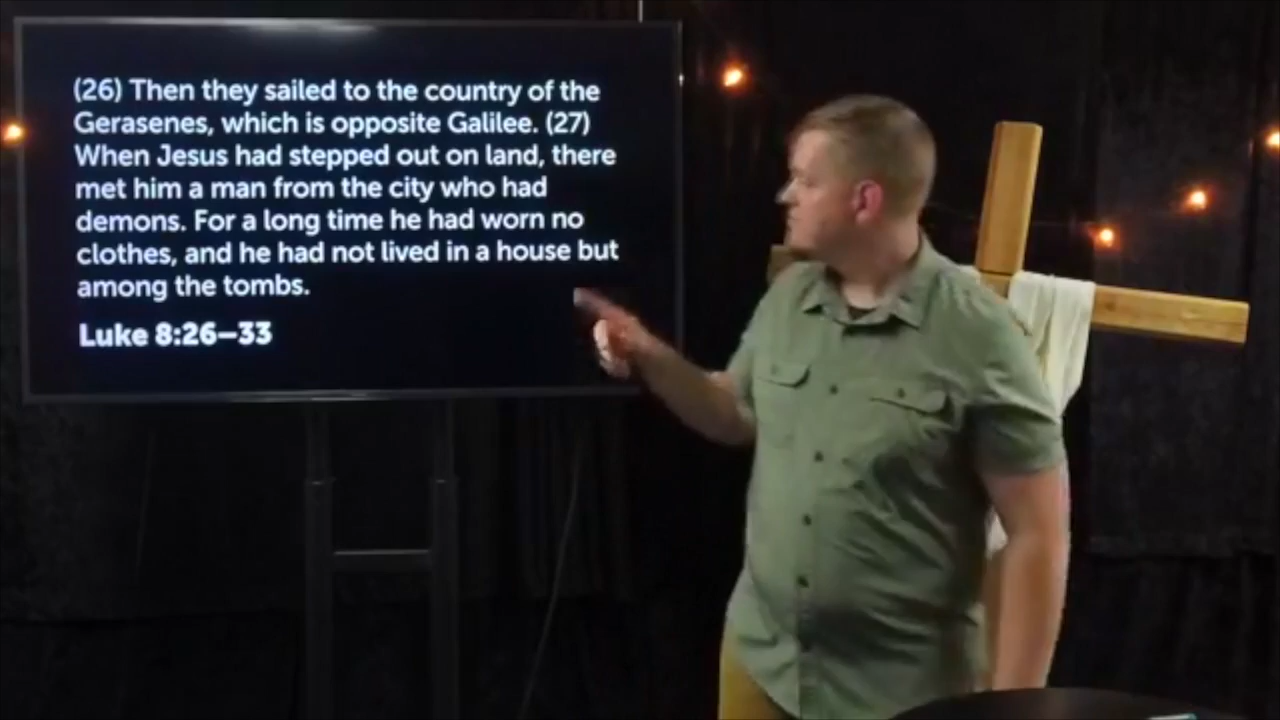 (26) Then they sailed to the country of the
Gerasenes, which is opposite Galilee. (27)
When Jesus had stepped out on land, there
met him a man from the city who had
demons. For a long time he had worn no
clothes, and he had not lived in a house but
among the tombs.
Luke 8:26–33